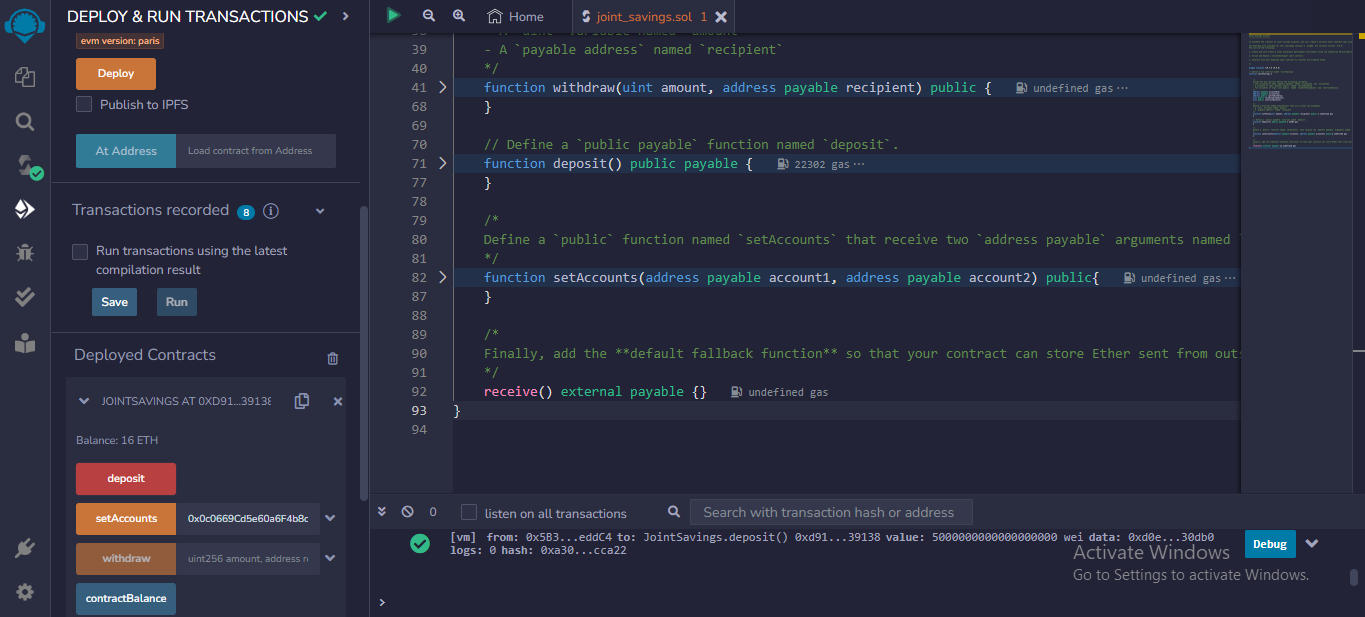 DEPLOY & RUN TRANSACTIONS
evm version: paris
Deploy
Publish to IPFS
At Address
Load contract from Address
Transactions recorded 8 i
Run transactions using the latest
compilation result
Save
Run
Deployed Contracts
JOINTSAVINGS AT 0XD91...39138
Balance: 16 ETH
deposit
setAccounts
0x0c0669Cd5e60a6F4b8c
withdraw
uint256 amount, address re
contractBalance
Home
joint_savings.sol 1
39 - A `payable address` named `recipient`
40 */
41 function withdraw(uint amount, address payable recipient) public { undefined gas ···
68 }
69
70 // Define a `public payable` function named `deposit`.
71 function deposit() public payable { 22302 gas ···
77 }
78
79 /*
80 Define a `public` function named `setAccounts` that receive two `address payable` arguments named `
81 */
82 function setAccounts(address payable account1, address payable account2) public{ undefined gas ···
87 }
88
89 /*
90 Finally, add the **default fallback function** so that your contract can store Ether sent from outs
91 */
92 receive() external payable {} undefined gas
93 }
94
0
listen on all transactions
Search with transaction hash or address
[vm] from: 0x5B3...eddC4 to: JointSavings.deposit() 0xd91...39138 value: 5000000000000000000 wei data: 0xd0e...30db0
logs: 0 hash: 0xa30...cca22
Debug
Activate Windows
Go to Settings to activate Windows.
>